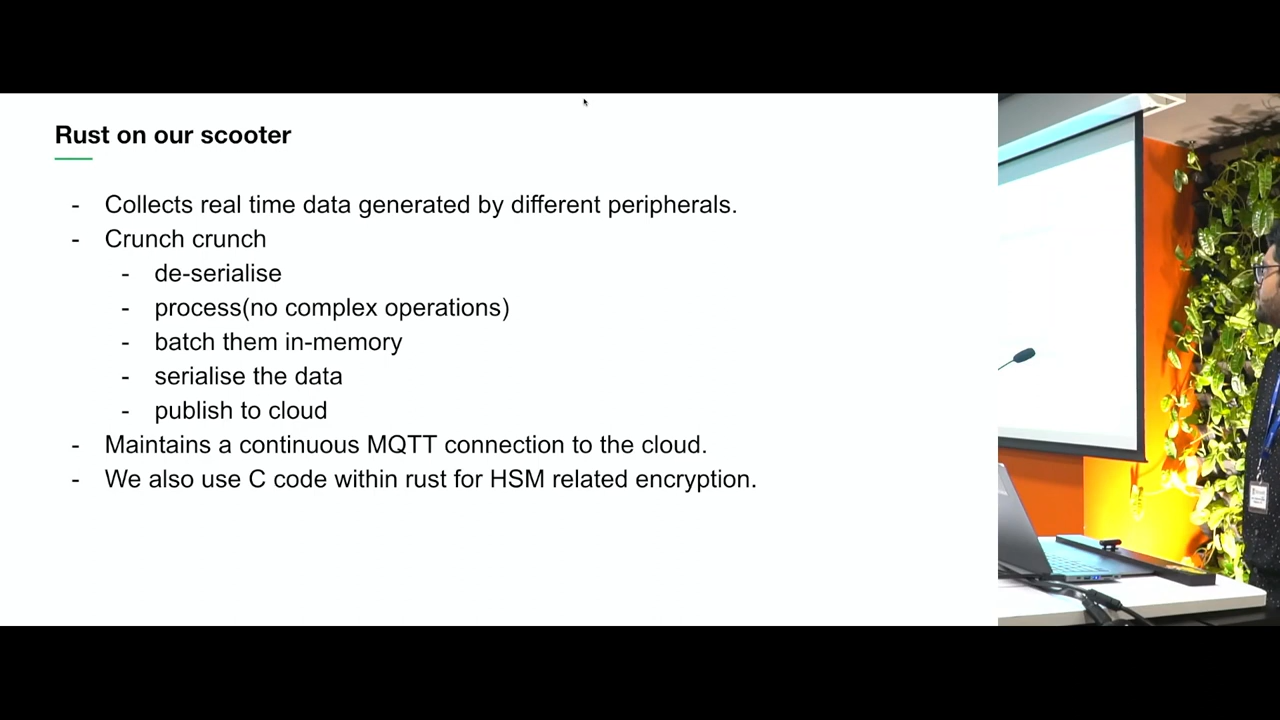 Rust on our scooter
- Collects real time data generated by different peripherals.
- Crunch crunch
- de-serialise
- process(no complex operations)
- batch them in-memory
- serialise the data
- publish to cloud
- Maintains a continuous MQTT connection to the cloud.
- We also use C code within rust for HSM related encryption.